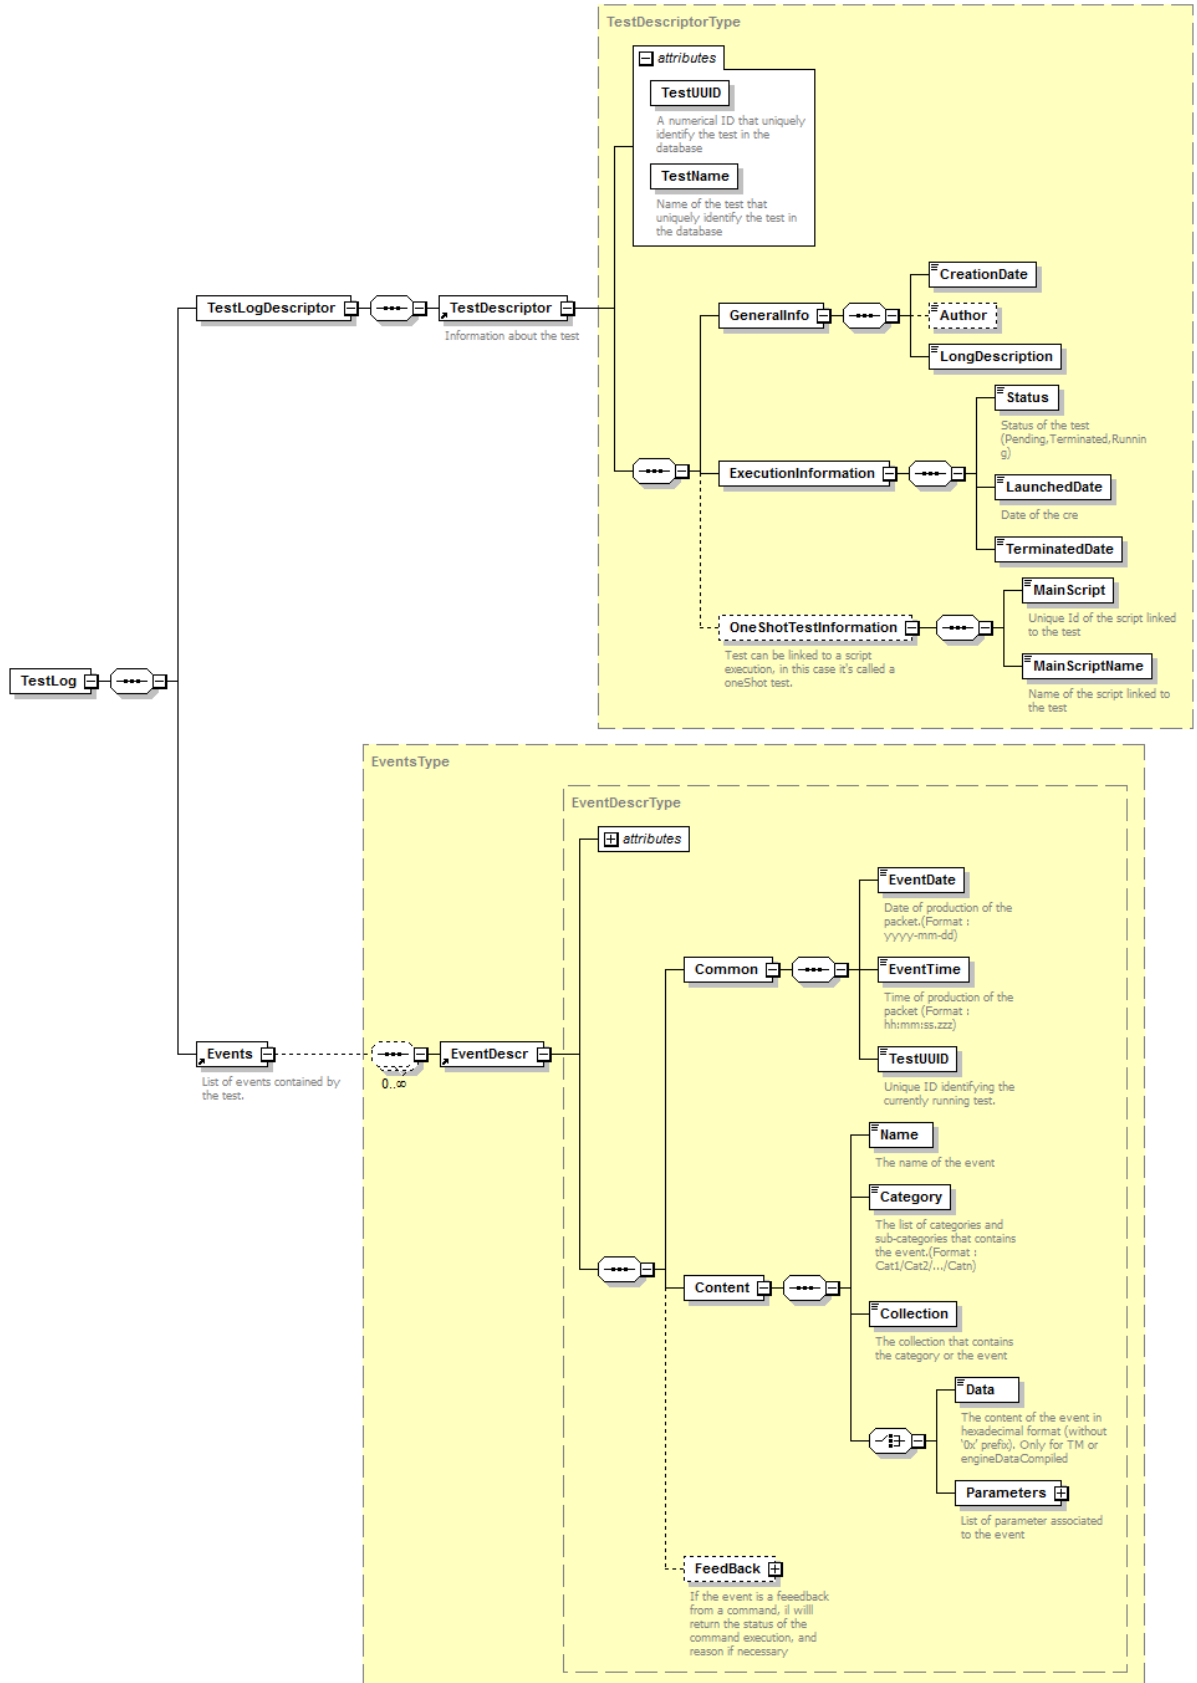 TestDescriptorType
attributes
TestUUID
A numerical ID that uniquely
identify the test in the
database
TestName
Name of the test that
uniquely identify the test in
the database
TestLogDescriptor
TestDescriptor
Information about the test
GeneralInfo
CreationDate
Author
LongDescription
ExecutionInformation
Status
Status of the test
(Pending,Terminated,Runnin
g)
LaunchedDate
Date of the cre
TerminatedDate
OneShotTestInformation
Test can be linked to a script
execution, in this case it's called a
oneShot test.
MainScript
Unique Id of the script linked
to the test
MainScriptName
Name of the script linked to
the test
TestLog
EventsType
EventDescrType
attributes
Common
EventDate
Date of production of the
packet.(Format :
yyyy-mm-dd)
EventTime
Time of production of the
packet (Format :
hh:mm:ss.zzz)
TestUUID
Unique ID identifying the
currently running test.
Events
List of events contained by
the test.
0..∞
EventDescr
Content
Name
The name of the event
Category
The list of categories and
sub-categories that contains
the event.(Format :
Cat1/Cat2/.../Catn)
Collection
The collection that contains
the category or the event
Data
The content of the event in
hexadecimal format (without
'0x' prefix). Only for TM or
engineDataCompiled
Parameters
List of parameter associated
to the event
FeedBack
If the event is a feeedback
from a command, il willl
return the status of the
command execution, and
reason if necessary